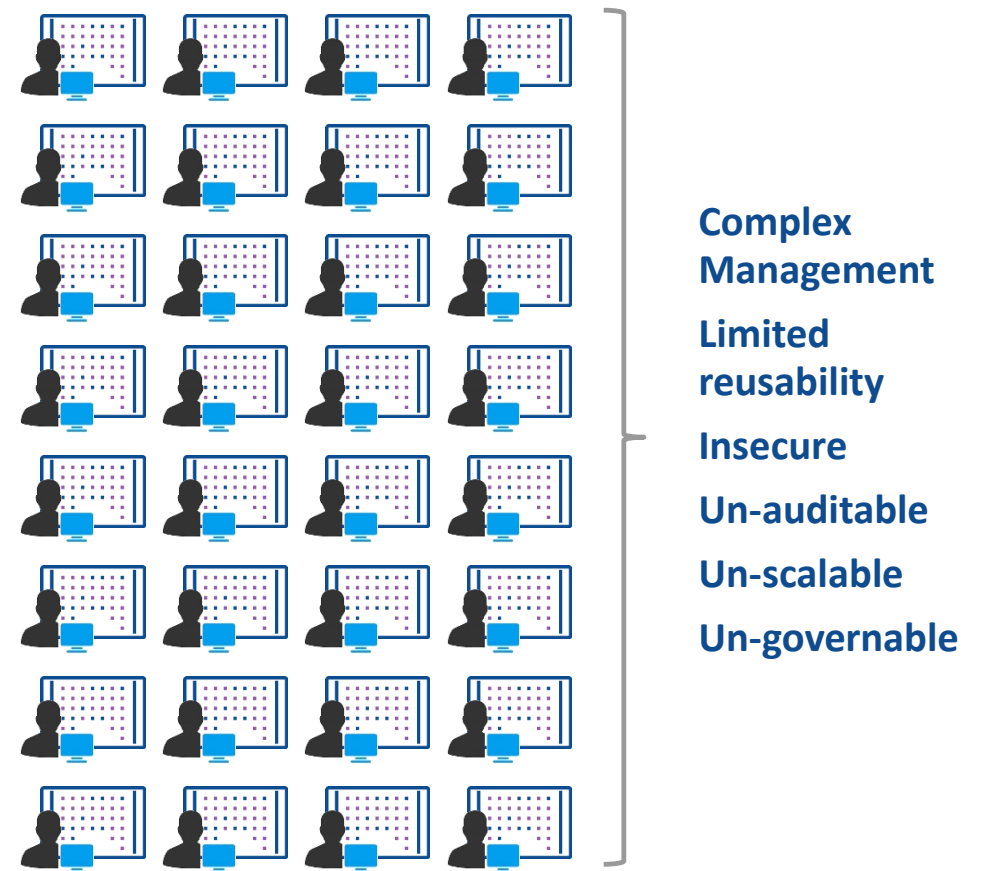 Complex
Management
Limited
reusability
Insecure
Un-auditable
Un-scalable
Un-governable